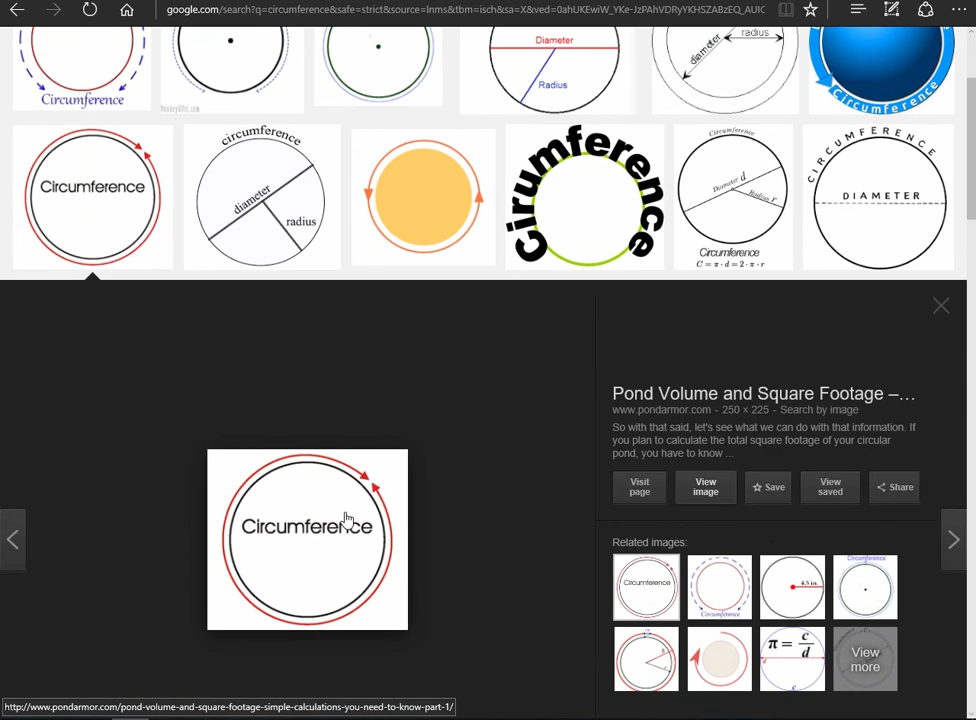 google.com/search?q=circumference&safe=strict&source=lnms&tbm=isch&sa=X&ved=0ahUKEwiW_YKe-JzPAhVDRyYKHSZABzEQ_AUIC
Circumference
Diameter
Radius
diameter
radius
Circumference
Circumference
circumference
diameter
radius
Cirumference
Circumference
Diameter d
Radius r
Circumference
C = π · d = 2 · π · r
CIRCUMFERENCE
DIAMETER
Pond Volume and Square Footage –...
www.pondarmor.com - 250 × 225 - Search by image
So with that said, let's see what we can do with that information. If
you plan to calculate the total square footage of your circular
pond, you have to know ...
Visit page
View image
Save
View saved
Share
Circumference
Related images:
Circumference
Circumference
4.5 in.
Circumference
π = c/d
c
View more
http://www.pondarmor.com/pond-volume-and-square-footage-simple-calculations-you-need-to-know-part-1/